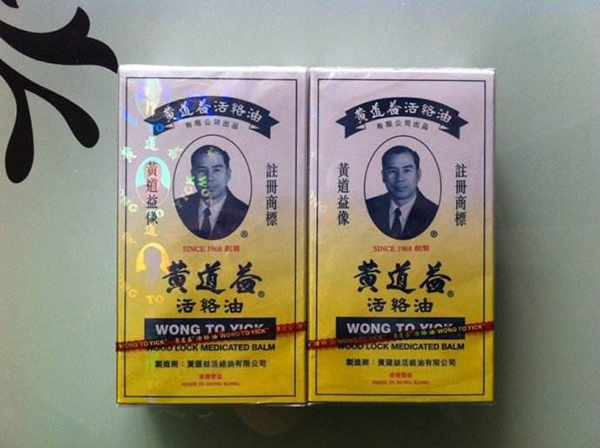 黃道益活絡油
有限公司出品
黃道益像
註冊商標
®
SINCE 1968 創製
黃道益®
活絡油
WONG TO YICK
WOOD LOCK MEDICATED BALM
製造商：黃道益活絡油有限公司
香港製造
MADE IN HONG KONG
黃道益活絡油
有限公司出品
黃道益像
註冊商標
®
SINCE 1968 創製
黃道益®
活絡油
WONG TO YICK
WOOD LOCK MEDICATED BALM
製造商：黃道益活絡油有限公司
香港製造
MADE IN HONG KONG